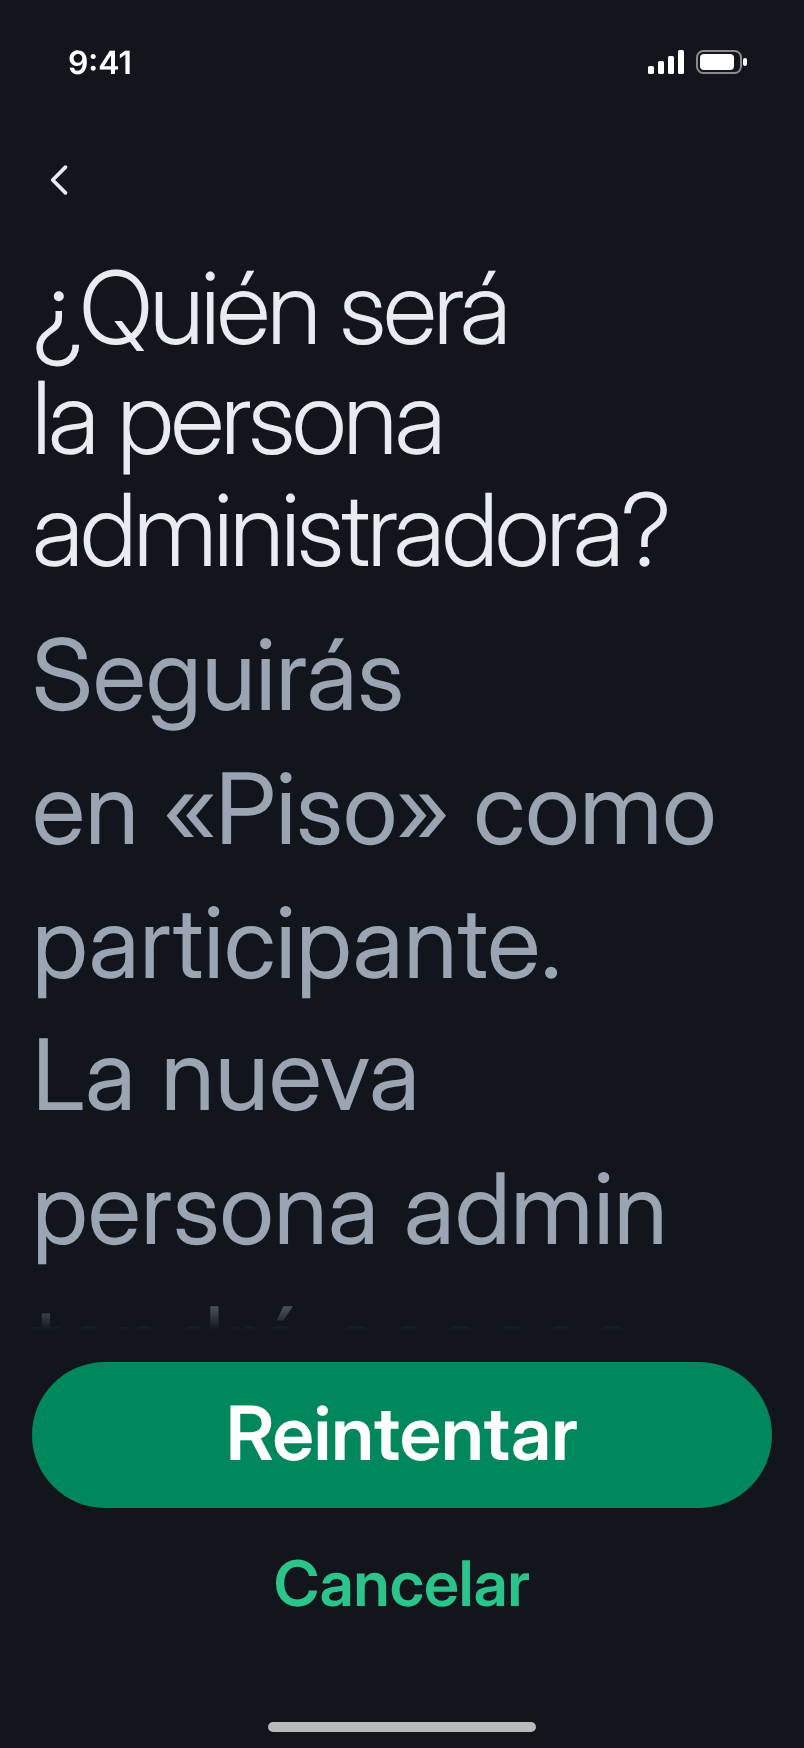 9:41
¿Quién será
la persona
administradora?
Seguirás
en «Piso» como
participante.
La nueva
persona admin
Reintentar
Cancelar